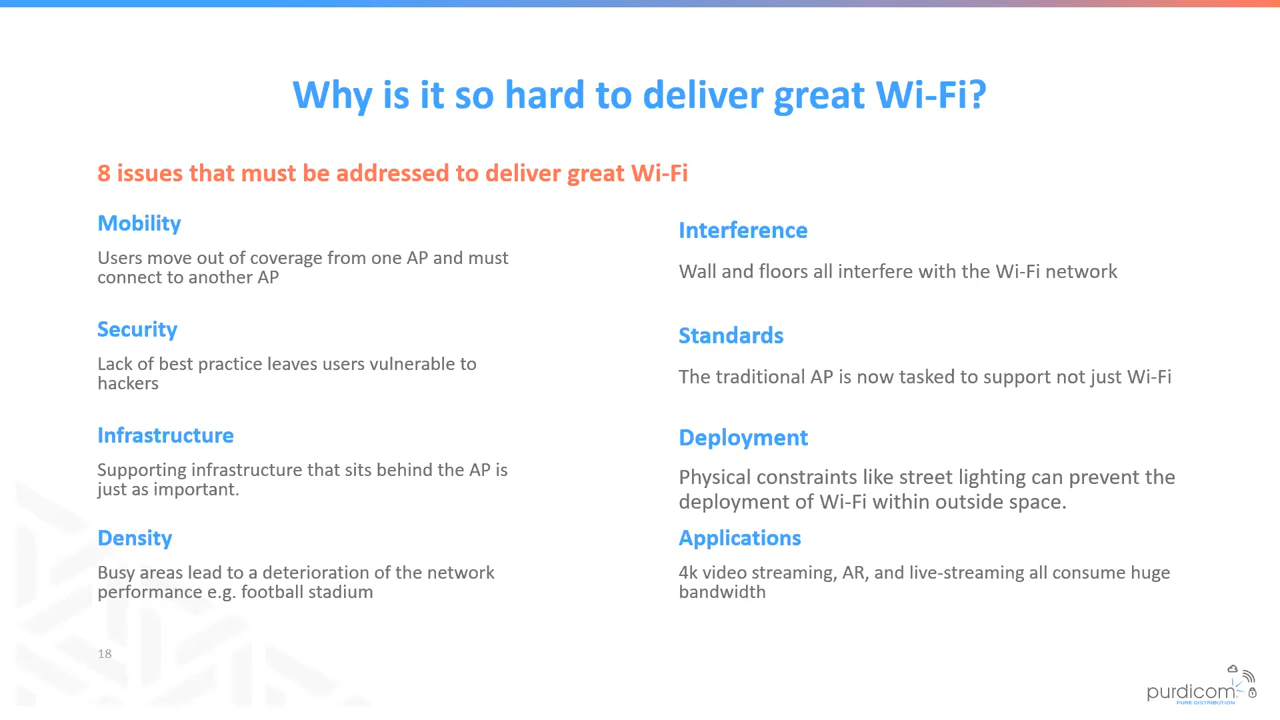 Why is it so hard to deliver great Wi-Fi?
8 issues that must be addressed to deliver great Wi-Fi
Mobility
Users move out of coverage from one AP and must
connect to another AP
Security
Lack of best practice leaves users vulnerable to
hackers
Infrastructure
Supporting infrastructure that sits behind the AP is
just as important.
Density
Busy areas lead to a deterioration of the network
performance e.g. football stadium
Interference
Wall and floors all interfere with the Wi-Fi network
Standards
The traditional AP is now tasked to support not just Wi-Fi
Deployment
Physical constraints like street lighting can prevent the
deployment of Wi-Fi within outside space.
Applications
4k video streaming, AR, and live-streaming all consume huge
bandwidth
18
purdicom
PURE DISTRIBUTION